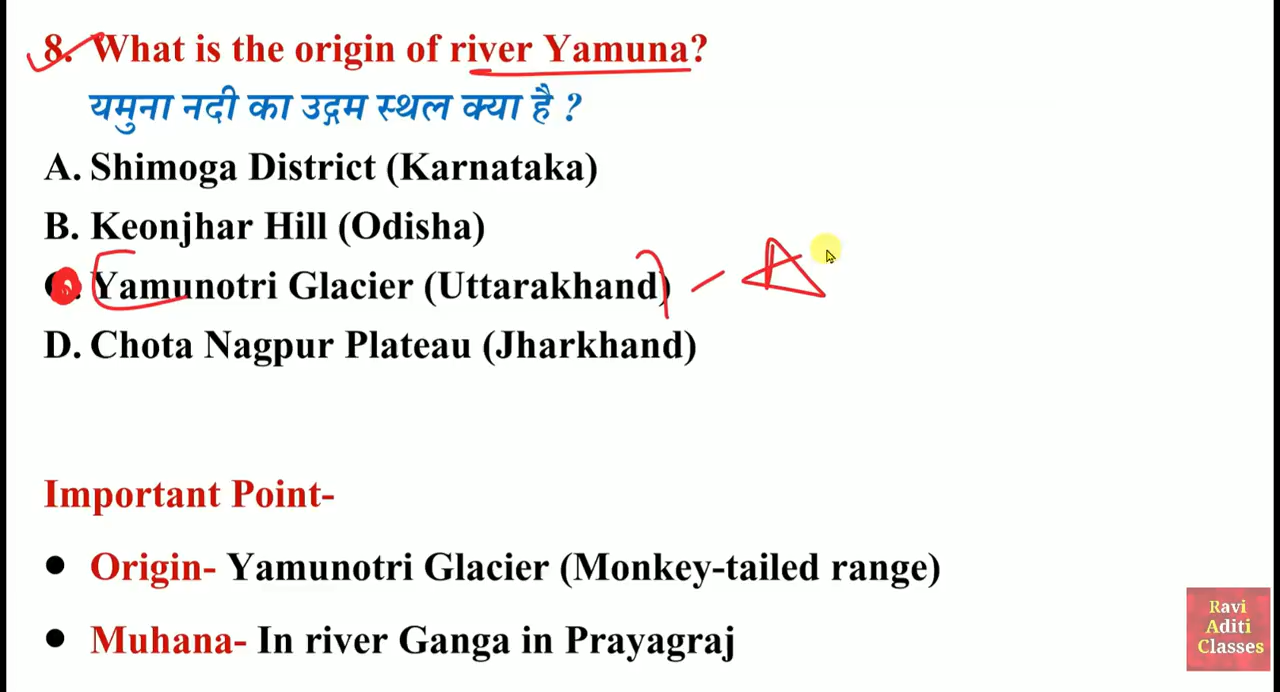 8. What is the origin of river Yamuna?
यमुना नदी का उद्गम स्थल क्या है ?
A. Shimoga District (Karnataka)
B. Keonjhar Hill (Odisha)
Yamunotri Glacier (Uttarakhand)
D. Chota Nagpur Plateau (Jharkhand)
Important Point-
• Origin- Yamunotri Glacier (Monkey-tailed range)
• Muhana- In river Ganga in Prayagraj
Ravi
Aditi
Classes